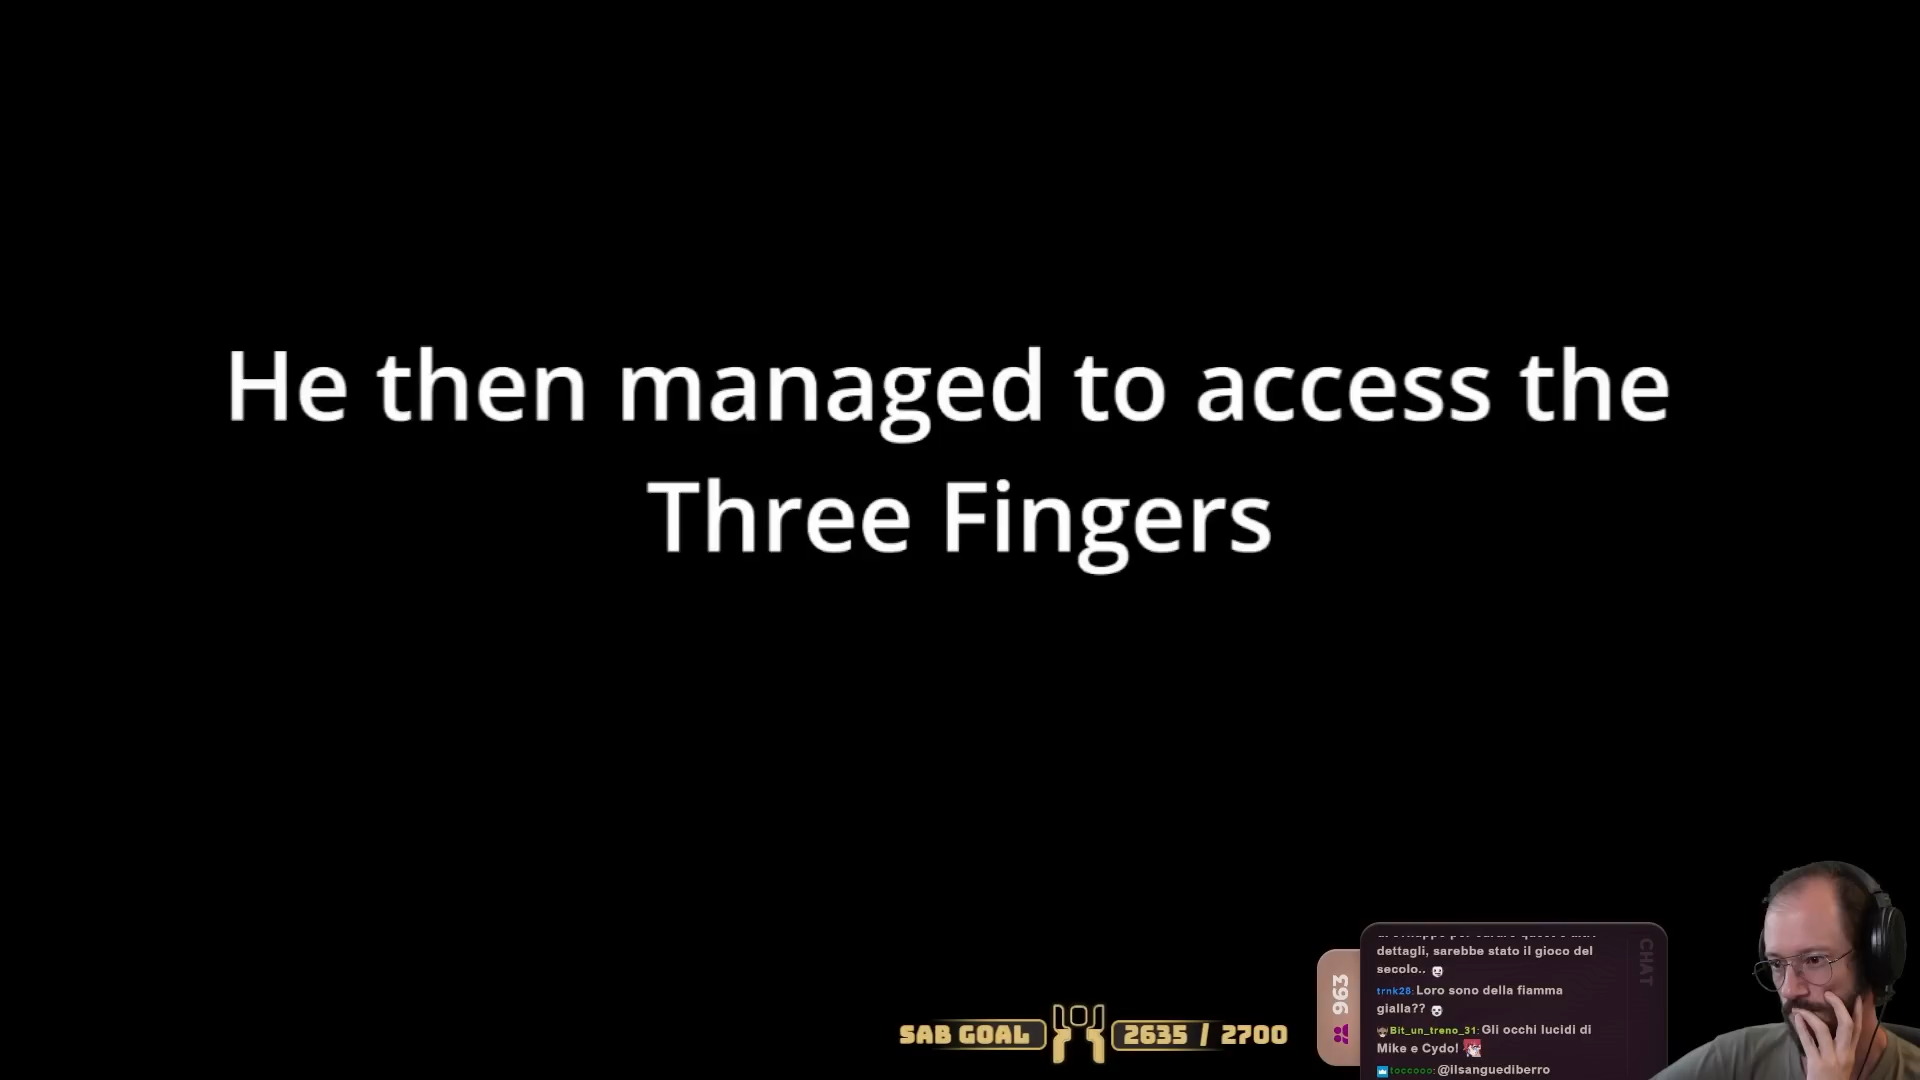 He then managed to access the
Three Fingers
SAB GOAL 2635 / 2700
963
CHAT
dettagli, sarebbe stato il gioco del
secolo..
trnk28: Loro sono della fiamma
gialla??
Bit_un_treno_31: Gli occhi lucidi di
Mike e Cydo!
toccooo: @ilsanguediberro